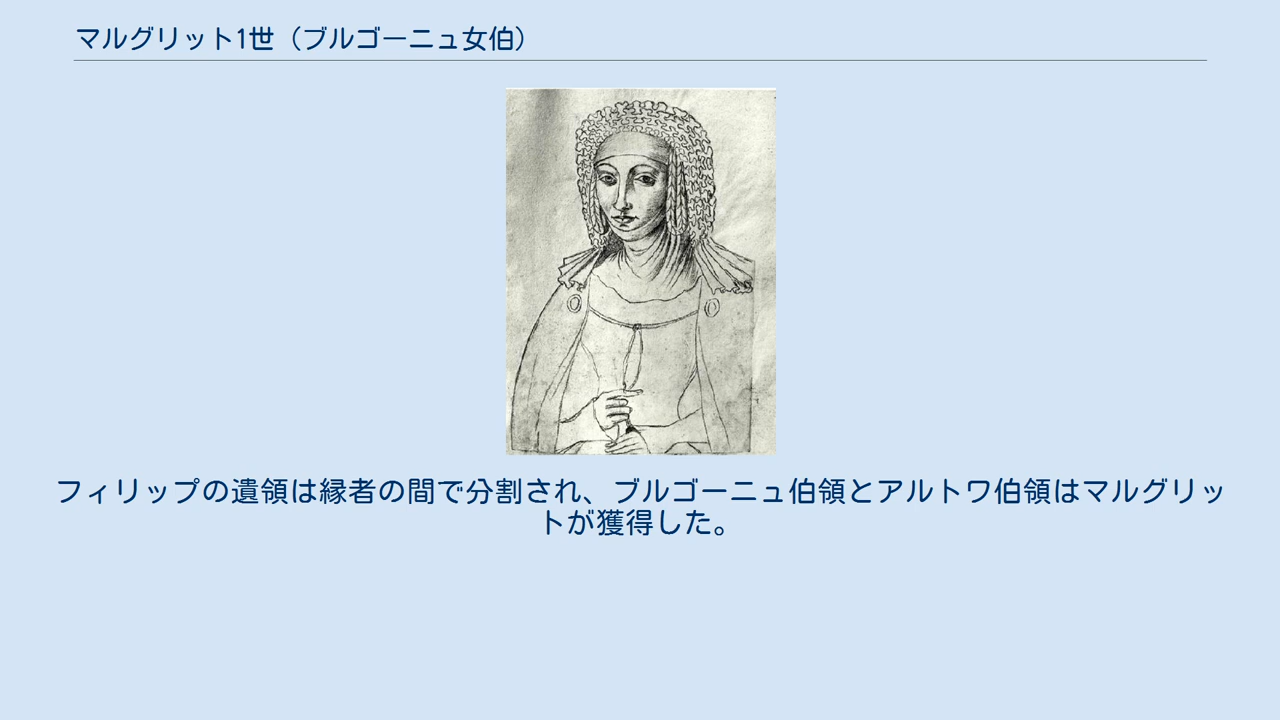 マルグリット1世（ブルゴーニュ女伯）
フィリップの遺領は縁者の間で分割され、ブルゴーニュ伯領とアルトワ伯領はマルグリッ
トが獲得した。